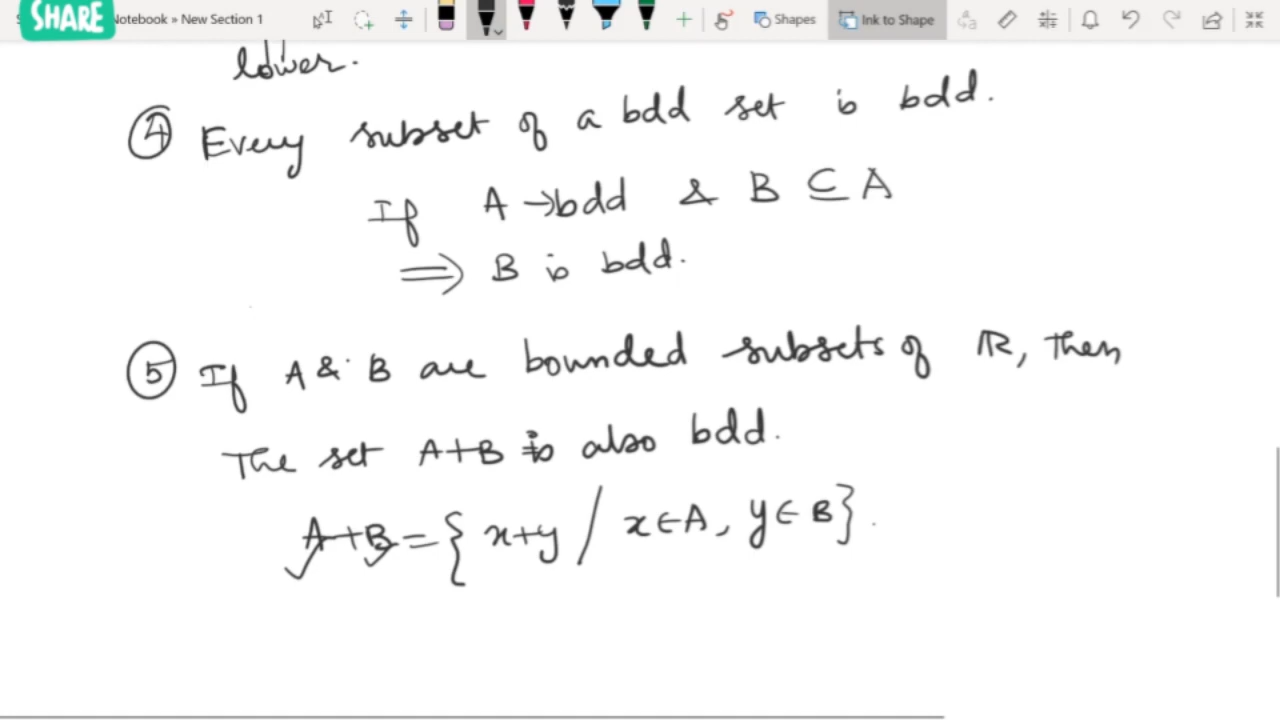 SHARE
Notebook » New Section 1
Shapes
Ink to Shape
lower.
④ Every subset of a bdd set is bdd.
If A → bdd & B ⊆ A
⟹ B is bdd.
⑤ If A & B are bounded subsets of ℝ, then
The set A+B is also bdd.
A+B = { x+y / x∈A, y∈B }.